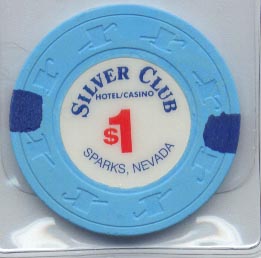 SILVER CLUB
HOTEL/CASINO
$1
SPARKS, NEVADA